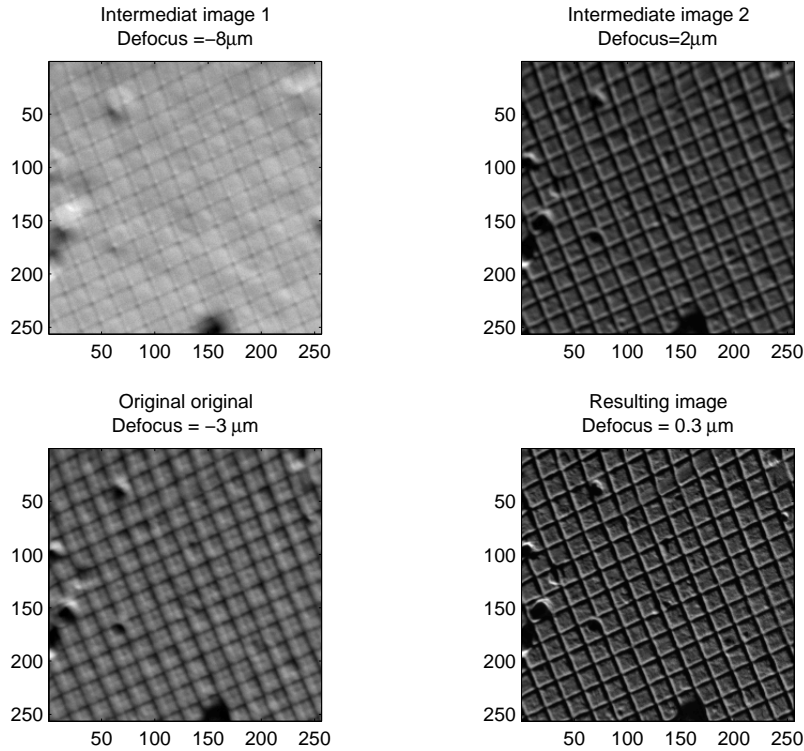 Intermediat image 1
Defocus =−8μm
50
100
150
200
250
50 100 150 200 250
Intermediate image 2
Defocus=2μm
50
100
150
200
250
50 100 150 200 250
Original original
Defocus = −3 μm
50
100
150
200
250
50 100 150 200 250
Resulting image
Defocus = 0.3 μm
50
100
150
200
250
50 100 150 200 250